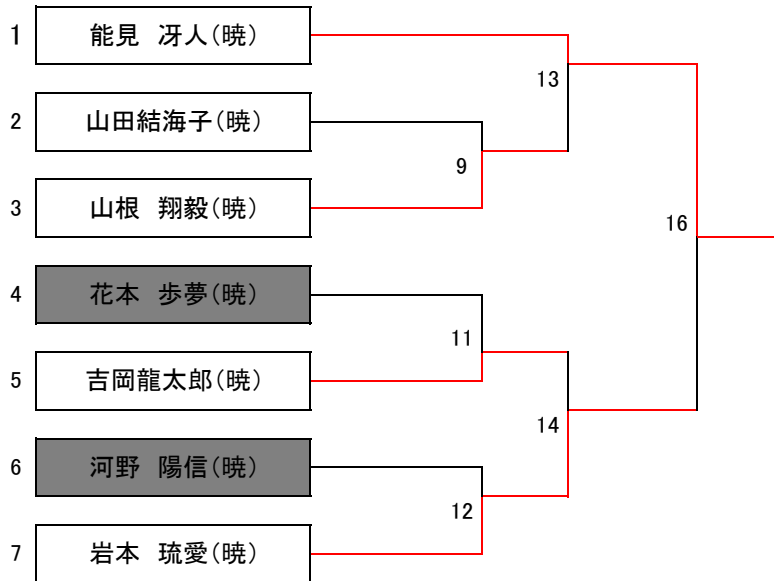 1 能見 冴人(暁)
13
2 山田結海子(暁)
9
3 山根 翔毅(暁)
16
4 花本 歩夢(暁)
11
5 吉岡龍太郎(暁)
14
6 河野 陽信(暁)
12
7 岩本 琉愛(暁)